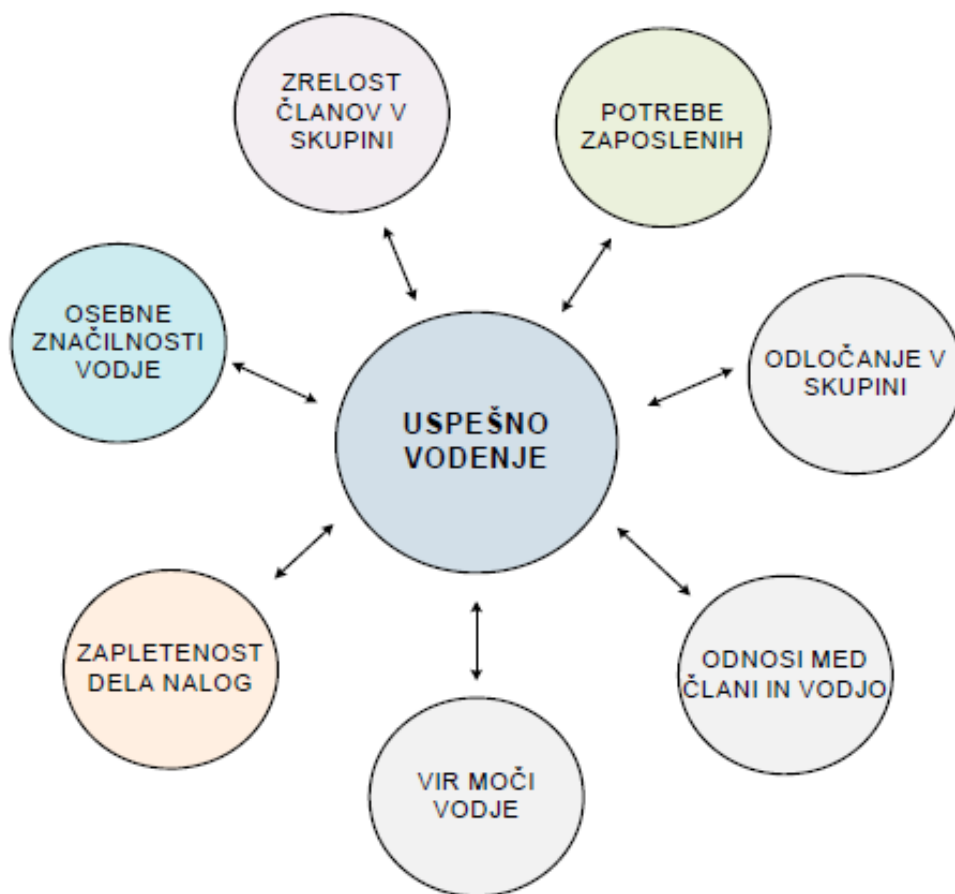 ZRELOST
ČLANOV V
SKUPINI
POTREBE
ZAPOSLENIH
OSEBNE
ZNAČILNOSTI
VODJE
ODLOČANJE V
SKUPINI
USPEŠNO
VODENJE
ZAPLETENOST
DELA NALOG
ODNOSI MED
ČLANI IN VODJO
VIR MOČI
VODJE